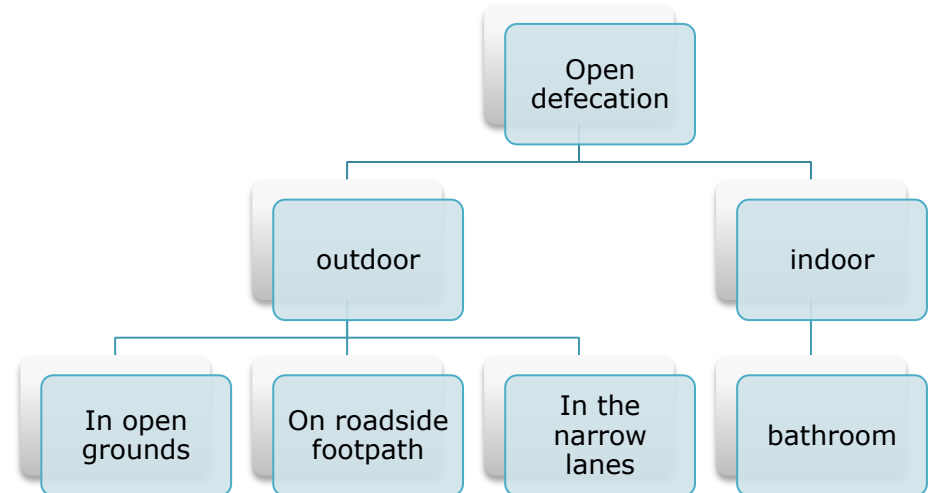 Open
defecation
outdoor
indoor
In open
grounds
On roadside
footpath
In the
narrow
lanes
bathroom